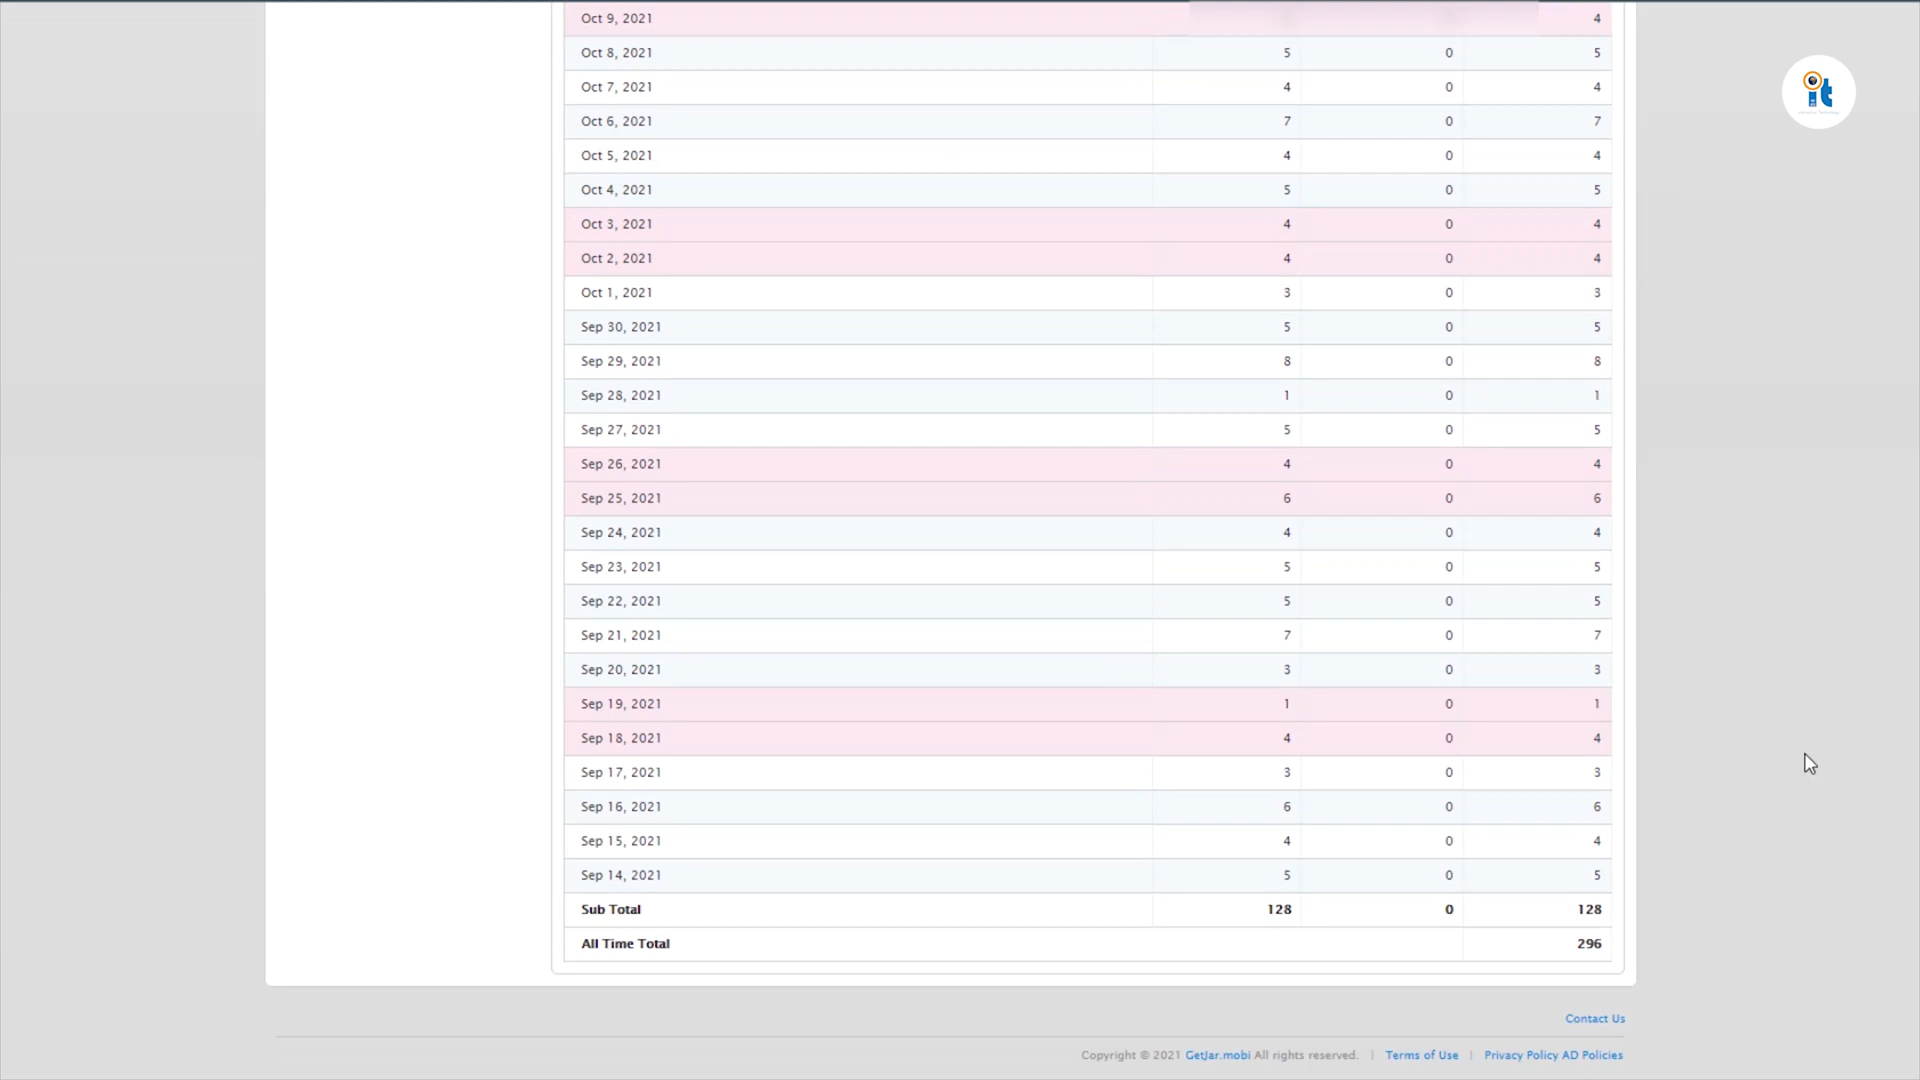 Oct 9, 2021 4
Oct 8, 2021 5 0 5
Oct 7, 2021 4 0 4
Oct 6, 2021 7 0 7
Oct 5, 2021 4 0 4
Oct 4, 2021 5 0 5
Oct 3, 2021 4 0 4
Oct 2, 2021 4 0 4
Oct 1, 2021 3 0 3
Sep 30, 2021 5 0 5
Sep 29, 2021 8 0 8
Sep 28, 2021 1 0 1
Sep 27, 2021 5 0 5
Sep 26, 2021 4 0 4
Sep 25, 2021 6 0 6
Sep 24, 2021 4 0 4
Sep 23, 2021 5 0 5
Sep 22, 2021 5 0 5
Sep 21, 2021 7 0 7
Sep 20, 2021 3 0 3
Sep 19, 2021 1 0 1
Sep 18, 2021 4 0 4
Sep 17, 2021 3 0 3
Sep 16, 2021 6 0 6
Sep 15, 2021 4 0 4
Sep 14, 2021 5 0 5
Sub Total 128 0 128
All Time Total 296
Contact Us
Copyright © 2021 GetJar.mobi All rights reserved. | Terms of Use | Privacy Policy AD Policies
it